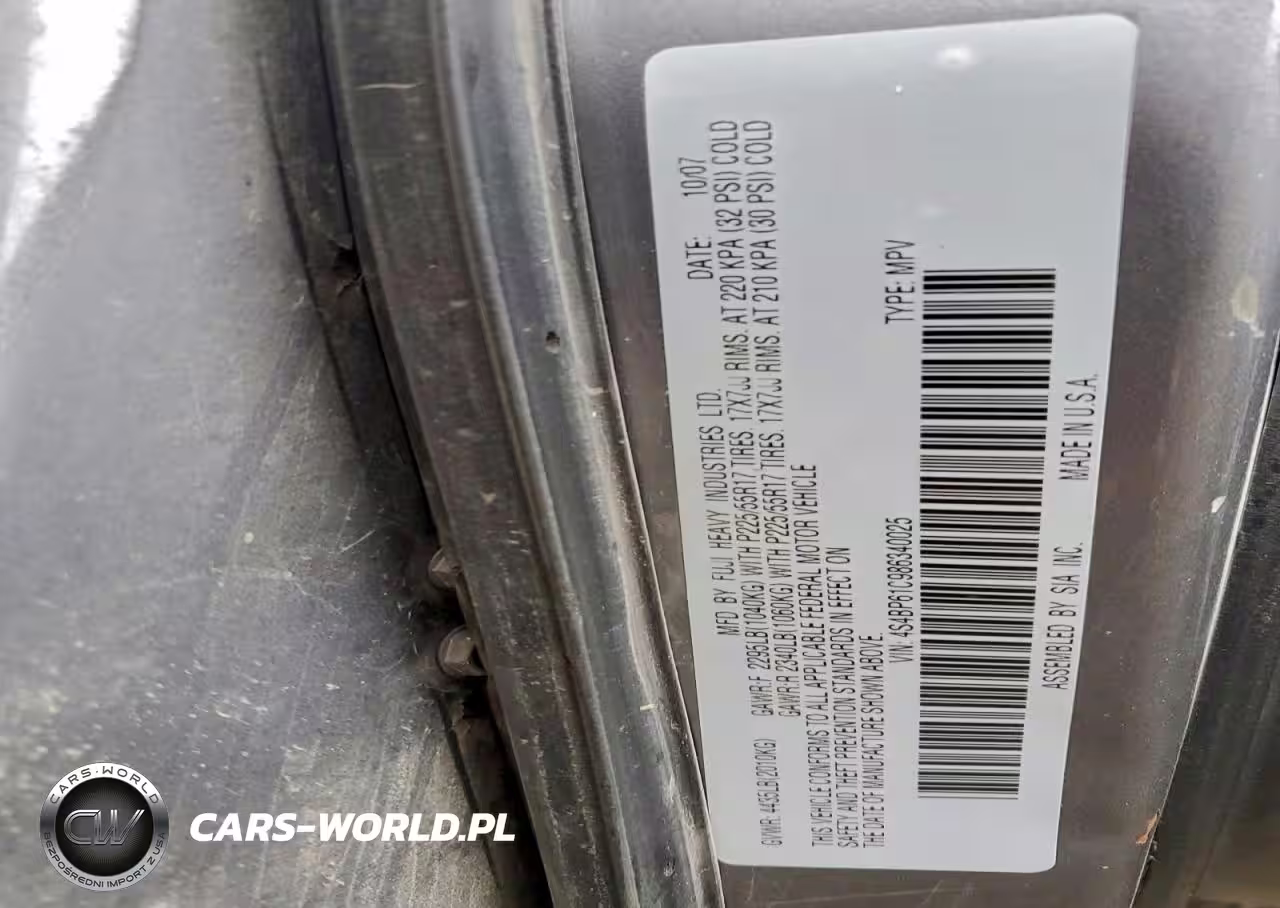 MFD BY FUJI HEAVY INDUSTRIES LTD. DATE: 10/07
GVWR: 4435LB(2010KG) GAWR:F 2295LB(1040KG) WITH P225/55R17 TIRES. 17X7JJ RIMS. AT 220 KPA (32 PSI) COLD
GAWR:R 2340LB(1060KG) WITH P225/55R17 TIRES. 17X7JJ RIMS. AT 210 KPA (30 PSI) COLD
THIS VEHICLE CONFORMS TO ALL APPLICABLE FEDERAL MOTOR VEHICLE
SAFETY AND THEFT PREVENTION STANDARDS IN EFFECT ON
THE DATE OF MANUFACTURE SHOWN ABOVE.
VIN: 4S4BP61C986340025 TYPE: MPV
ASSEMBLED BY SIA INC. MADE IN U.S.A.
CARS-WORLD
CW
BEZPOŚREDNI IMPORT Z USA
CARS-WORLD.PL